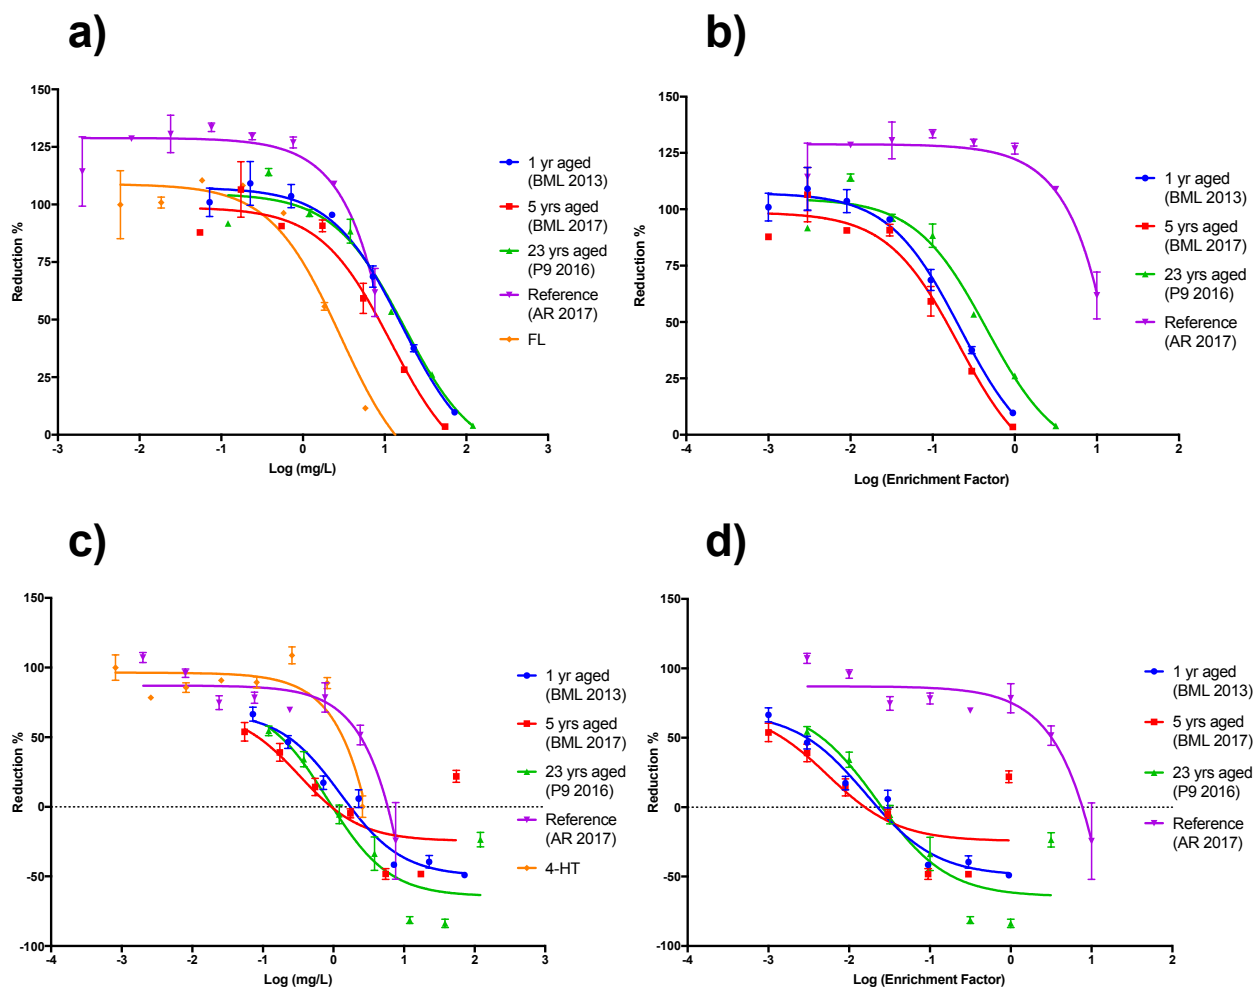 a)
150
125
100
75
50
25
0
Reduction %
-3
-2
-1
0
1
2
3
Log (mg/L)
1 yr aged
(BML 2013)
5 yrs aged
(BML 2017)
23 yrs aged
(P9 2016)
Reference
(AR 2017)
FL
b)
150
125
100
75
50
25
0
Reduction %
-4
-3
-2
-1
0
1
2
Log (Enrichment Factor)
1 yr aged
(BML 2013)
5 yrs aged
(BML 2017)
23 yrs aged
(P9 2016)
Reference
(AR 2017)
c)
150
100
50
0
-50
-100
Reduction %
-4
-3
-2
-1
0
1
2
3
Log (mg/L)
1 yr aged
(BML 2013)
5 yrs aged
(BML 2017)
23 yrs aged
(P9 2016)
Reference
(AR 2017)
4-HT
d)
150
100
50
0
-50
-100
Reduction %
-4
-3
-2
-1
0
1
2
Log (Enrichment Factor)
1 yr aged
(BML 2013)
5 yrs aged
(BML 2017)
23 yrs aged
(P9 2016)
Reference
(AR 2017)